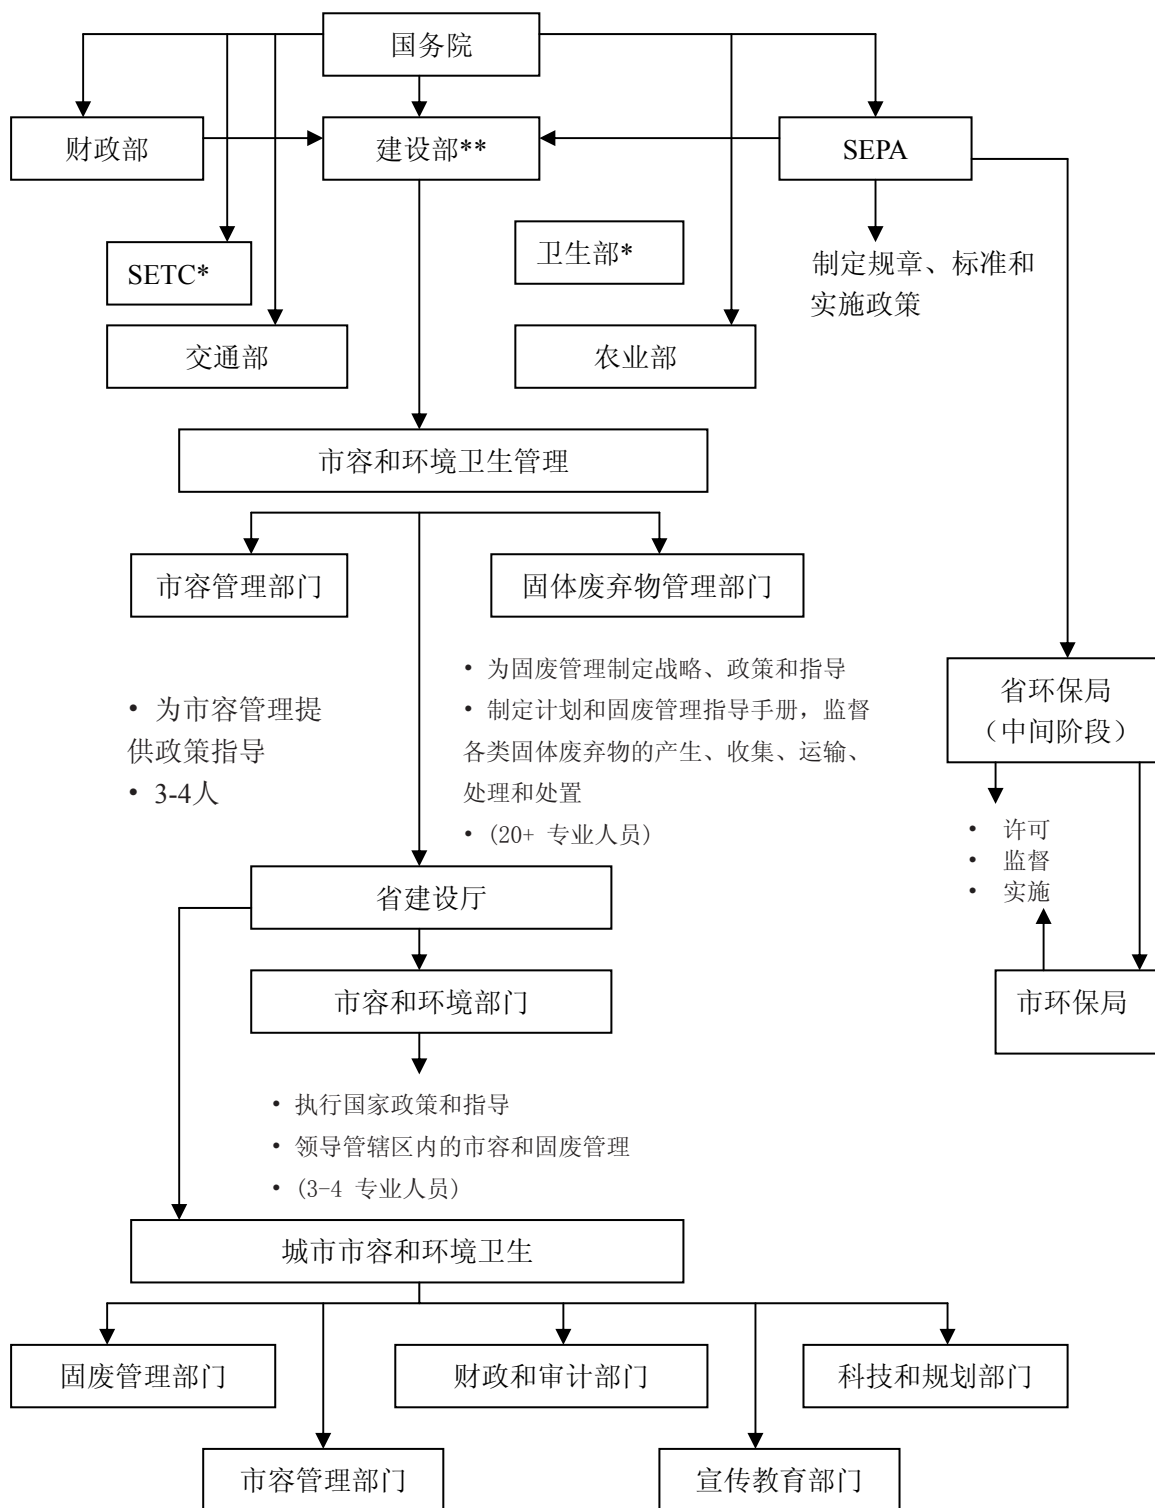 国务院
财政部
建设部**
SEPA
SETC*
卫生部*
制定规章、标准和
实施政策
交通部
农业部
市容和环境卫生管理
市容管理部门
固体废弃物管理部门
• 为市容管理提
供政策指导
• 3-4人
• 为固废管理制定战略、政策和指导
• 制定计划和固废管理指导手册，监督
各类固体废弃物的产生、收集、运输、
处理和处置
• (20+ 专业人员)
省环保局
（中间阶段）
• 许可
• 监督
• 实施
省建设厅
市容和环境部门
市环保局
• 执行国家政策和指导
• 领导管辖区内的市容和固废管理
• (3-4 专业人员)
城市市容和环境卫生
固废管理部门
财政和审计部门
科技和规划部门
市容管理部门
宣传教育部门